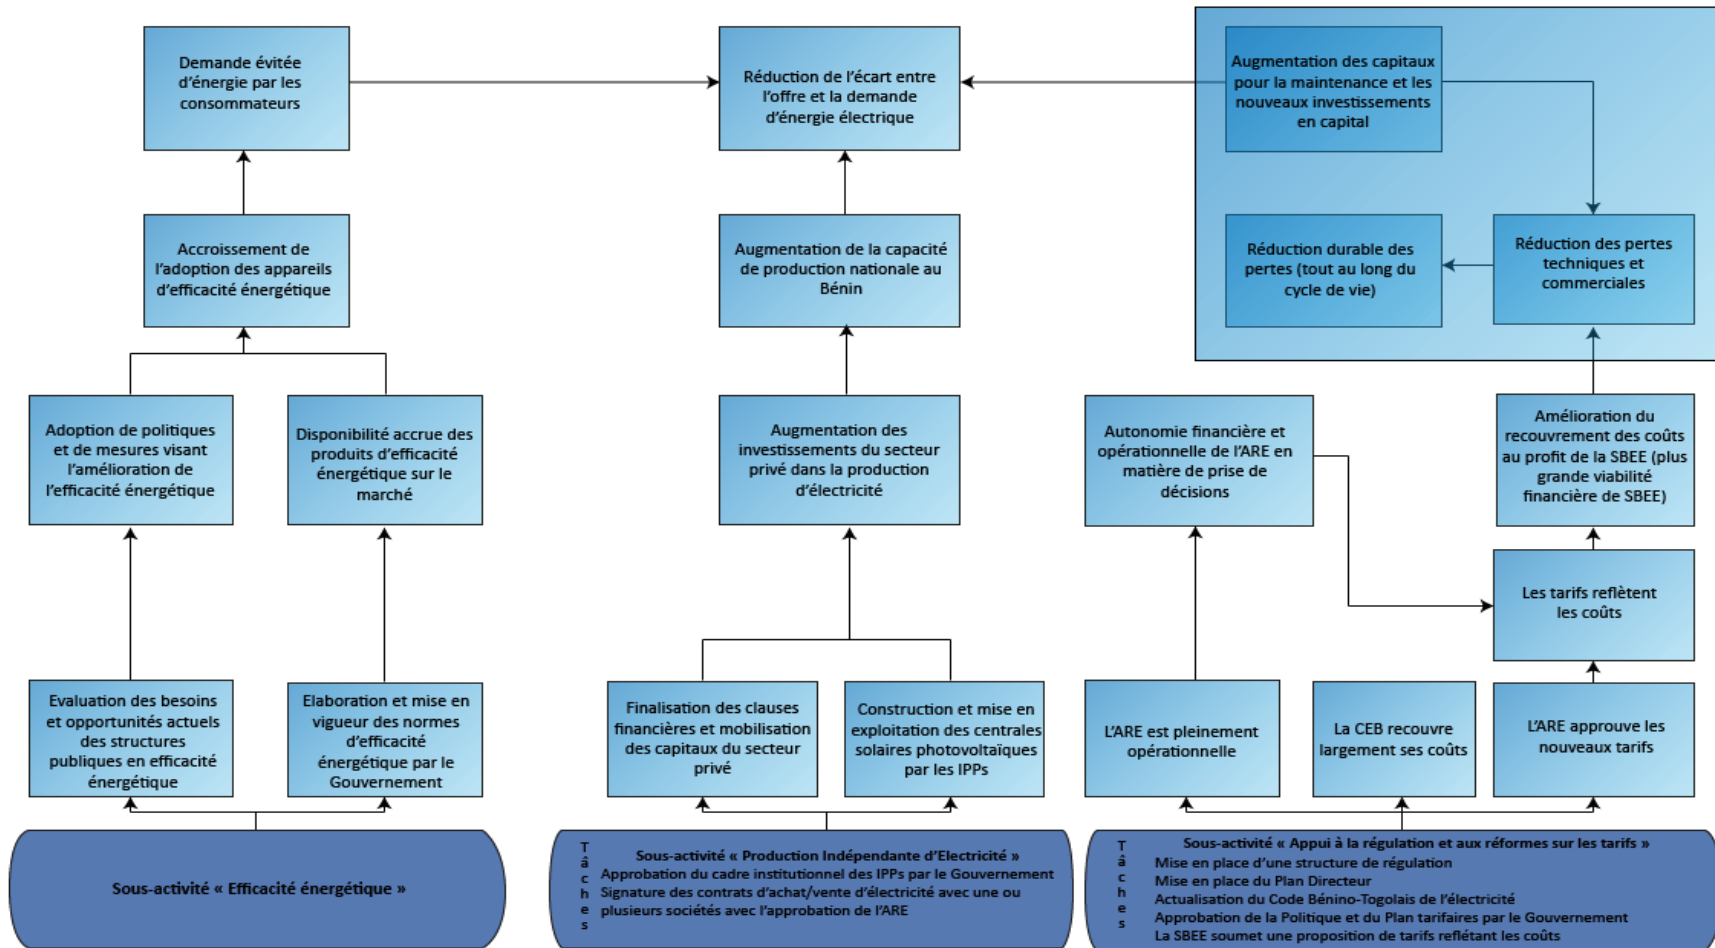 Demande évitée
d'énergie par les
consommateurs
Réduction de l'écart entre
l'offre et la demande
d'énergie électrique
Augmentation des capitaux
pour la maintenance et les
nouveaux investissements
en capital
Accroissement de
l'adoption des appareils
d'efficacité énergétique
Augmentation de la capacité
de production nationale au
Bénin
Réduction durable des
pertes (tout au long du
cycle de vie)
Réduction des pertes
techniques et
commerciales
Adoption de politiques
et de mesures visant
l'amélioration de
l'efficacité énergétique
Disponibilité accrue des
produits d'efficacité
énergétique sur le
marché
Augmentation des
investissements du secteur
privé dans la production
d'électricité
Autonomie financière et
opérationnelle de l'ARE en
matière de prise de
décisions
Amélioration du
recouvrement des coûts
au profit de la SBEE (plus
grande viabilité
financière de SBEE)
Les tarifs reflètent
les coûts
Evaluation des besoins
et opportunités actuels
des structures
publiques en efficacité
énergétique
Elaboration et mise en
vigueur des normes
d'efficacité
énergétique par le
Gouvernement
Finalisation des clauses
financières et mobilisation
des capitaux du secteur
privé
Construction et mise en
exploitation des centrales
solaires photovoltaïques
par les IPPs
L'ARE est pleinement
opérationnelle
La CEB recouvre
largement ses coûts
L'ARE approuve les
nouveaux tarifs
Sous-activité « Efficacité énergétique »
Tâches
Sous-activité « Production Indépendante d'Electricité »
Approbation du cadre institutionnel des IPPs par le Gouvernement
Signature des contrats d'achat/vente d'électricité avec une ou
plusieurs sociétés avec l'approbation de l'ARE
Tâches
Sous-activité « Appui à la régulation et aux réformes sur les tarifs »
Mise en place d'une structure de régulation
Mise en place du Plan Directeur
Actualisation du Code Bénino-Togolais de l'électricité
Approbation de la Politique et du Plan tarifaires par le Gouvernement
La SBEE soumet une proposition de tarifs reflétant les coûts